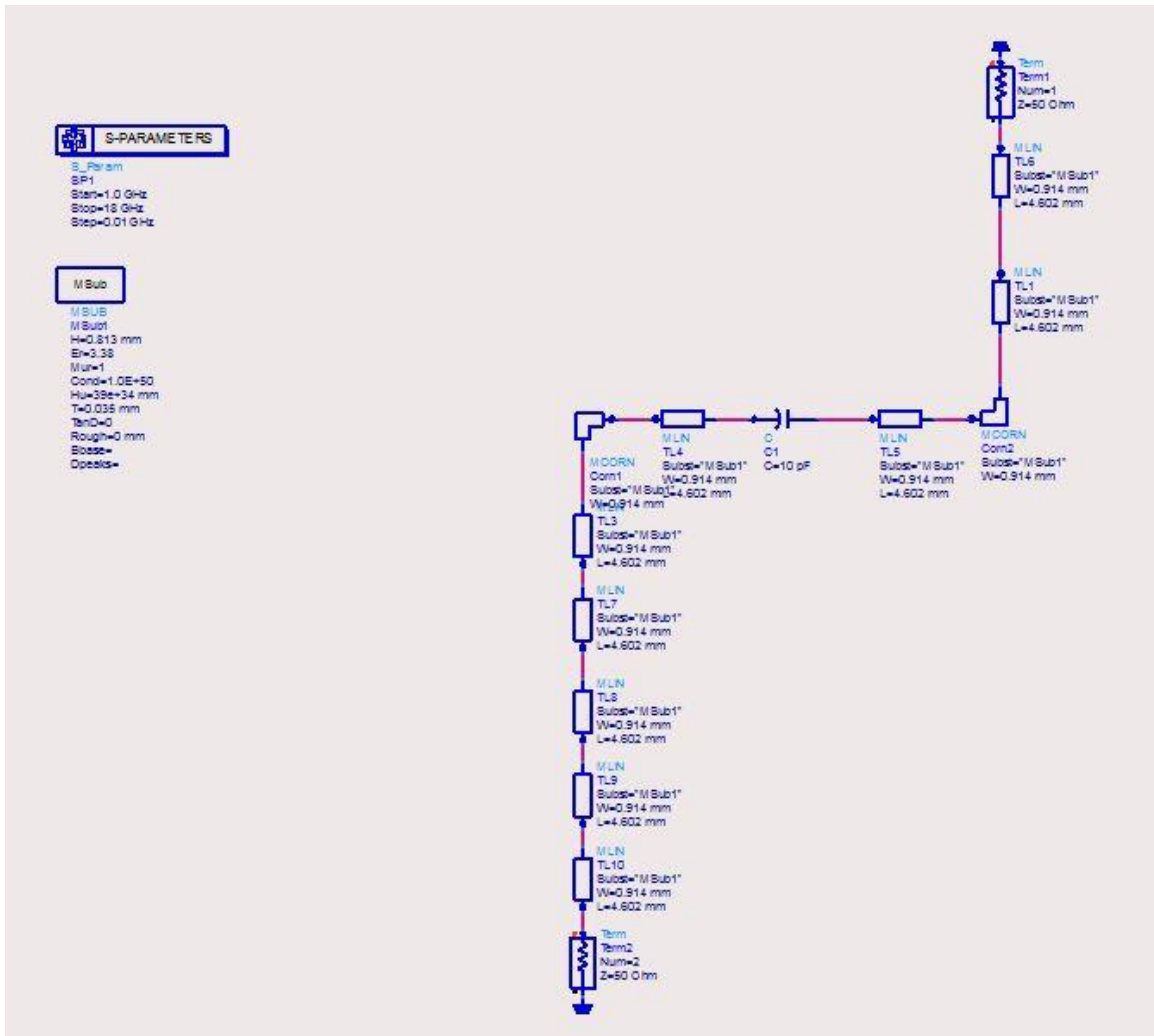 S-PARAMETERS
S_Param
SP1
Start=1.0 GHz
Stop=18 GHz
Step=0.01 GHz
MSub
MSUB
MSub1
H=0.813 mm
Er=3.38
Mur=1
Cond=1.0E+50
Hu=39e+34 mm
T=0.035 mm
TanD=0
Rough=0 mm
Bbase=
Dpeaks=
Term
Term1
Num=1
Z=50 Ohm
MLIN
TL6
Subst="MSub1"
W=0.914 mm
L=4.602 mm
MLIN
TL1
Subst="MSub1"
W=0.914 mm
L=4.602 mm
MCORN
Corn2
Subst="MSub1"
W=0.914 mm
MLIN
TL5
Subst="MSub1"
W=0.914 mm
L=4.602 mm
C
C1
C=10 pF
MLIN
TL4
Subst="MSub1"
W=0.914 mm
L=4.602 mm
MCORN
Corn1
Subst="MSub1"
W=0.914 mm
MLIN
TL3
Subst="MSub1"
W=0.914 mm
L=4.602 mm
MLIN
TL7
Subst="MSub1"
W=0.914 mm
L=4.602 mm
MLIN
TL8
Subst="MSub1"
W=0.914 mm
L=4.602 mm
MLIN
TL9
Subst="MSub1"
W=0.914 mm
L=4.602 mm
MLIN
TL10
Subst="MSub1"
W=0.914 mm
L=4.602 mm
Term
Term2
Num=2
Z=50 Ohm